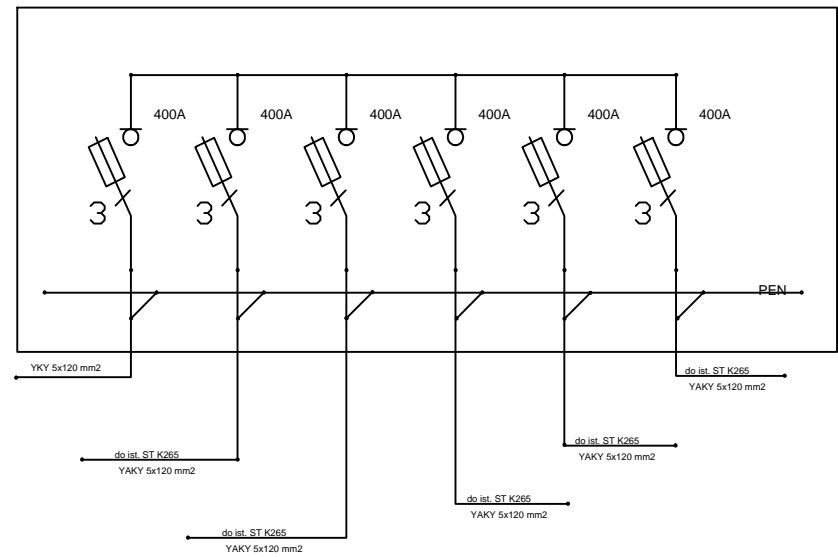 400A 400A 400A 400A 400A 400A
3 3 3 3 3 3
PEN
YKY 5x120 mm2
do ist. ST K265
YAKY 5x120 mm2
do ist. ST K265
YAKY 5x120 mm2
do ist. ST K265
YAKY 5x120 mm2
do ist. ST K265
YAKY 5x120 mm2
do ist. ST K265
YAKY 5x120 mm2